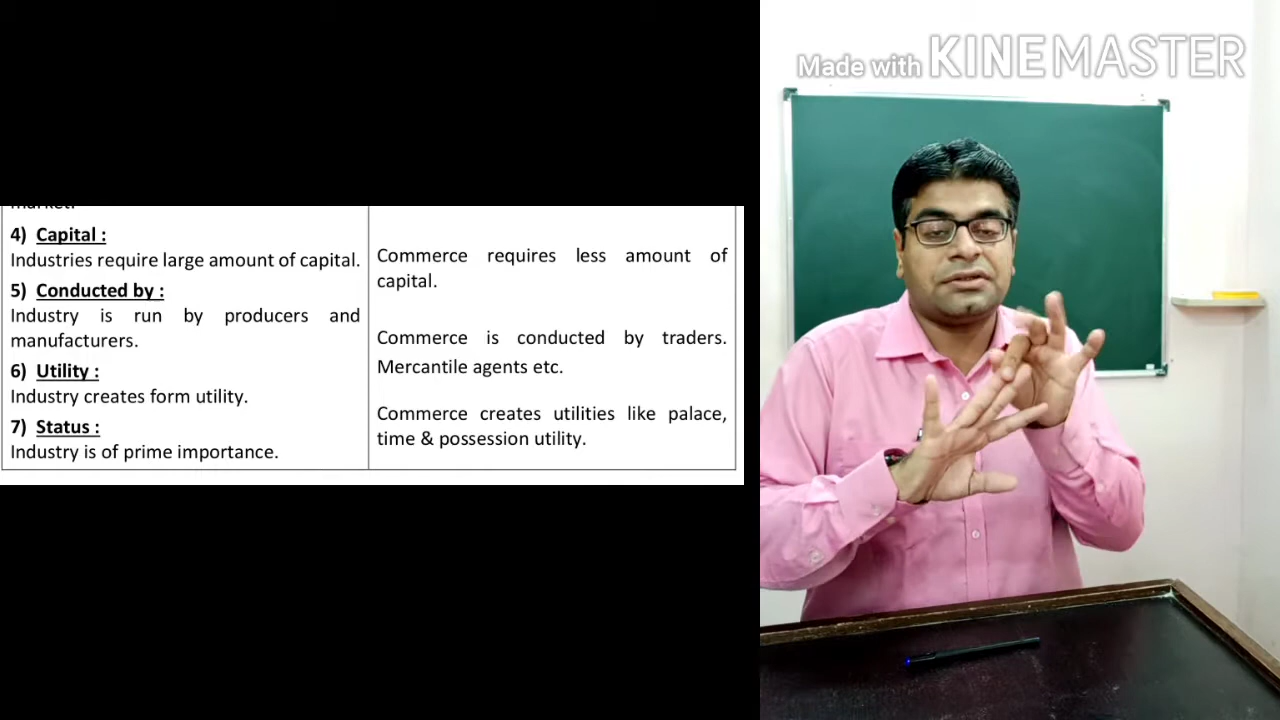 Made with KINEMASTER
market.
4) Capital :
Industries require large amount of capital.
5) Conducted by :
Industry is run by producers and
manufacturers.
6) Utility :
Industry creates form utility.
7) Status :
Industry is of prime importance.
Commerce requires less amount of
capital.
Commerce is conducted by traders.
Mercantile agents etc.
Commerce creates utilities like palace,
time & possession utility.